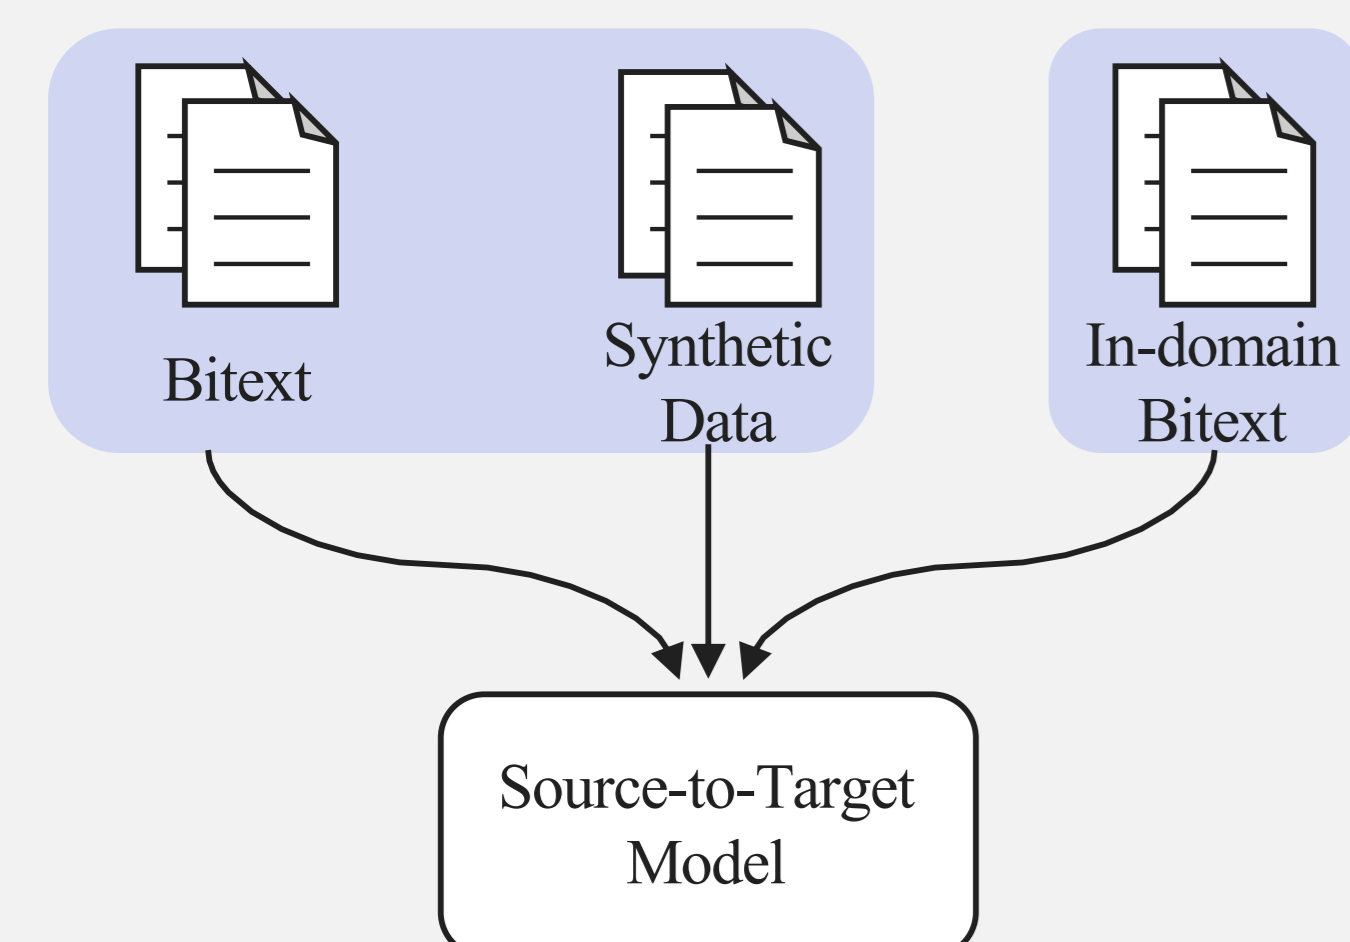 Bitext
Synthetic
Data
In-domain
Bitext
Source-to-Target
Model